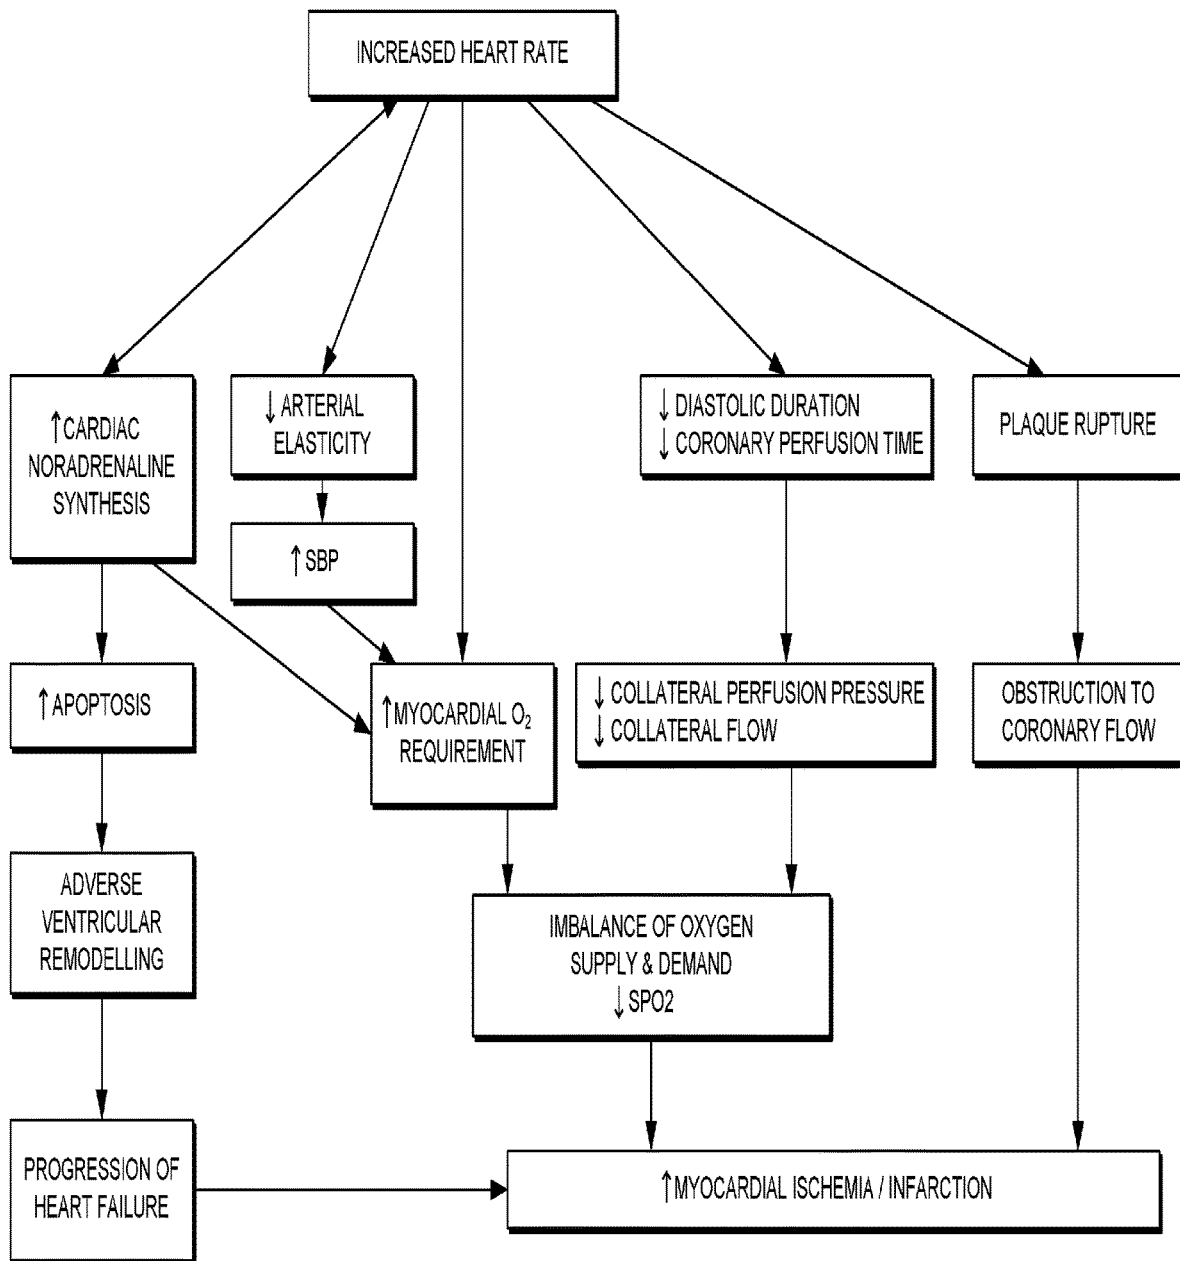 INCREASED HEART RATE
↑CARDIAC
NORADRENALINE
SYNTHESIS
↓ARTERIAL
ELASTICITY
↓DIASTOLIC DURATION
↓CORONARY PERFUSION TIME
PLAQUE RUPTURE
↑SBP
↑APOPTOSIS
↑MYOCARDIAL O₂
REQUIREMENT
↓COLLATERAL PERFUSION PRESSURE
↓COLLATERAL FLOW
OBSTRUCTION TO
CORONARY FLOW
ADVERSE
VENTRICULAR
REMODELLING
IMBALANCE OF OXYGEN
SUPPLY & DEMAND
↓SPO2
PROGRESSION OF
HEART FAILURE
↑MYOCARDIAL ISCHEMIA / INFARCTION